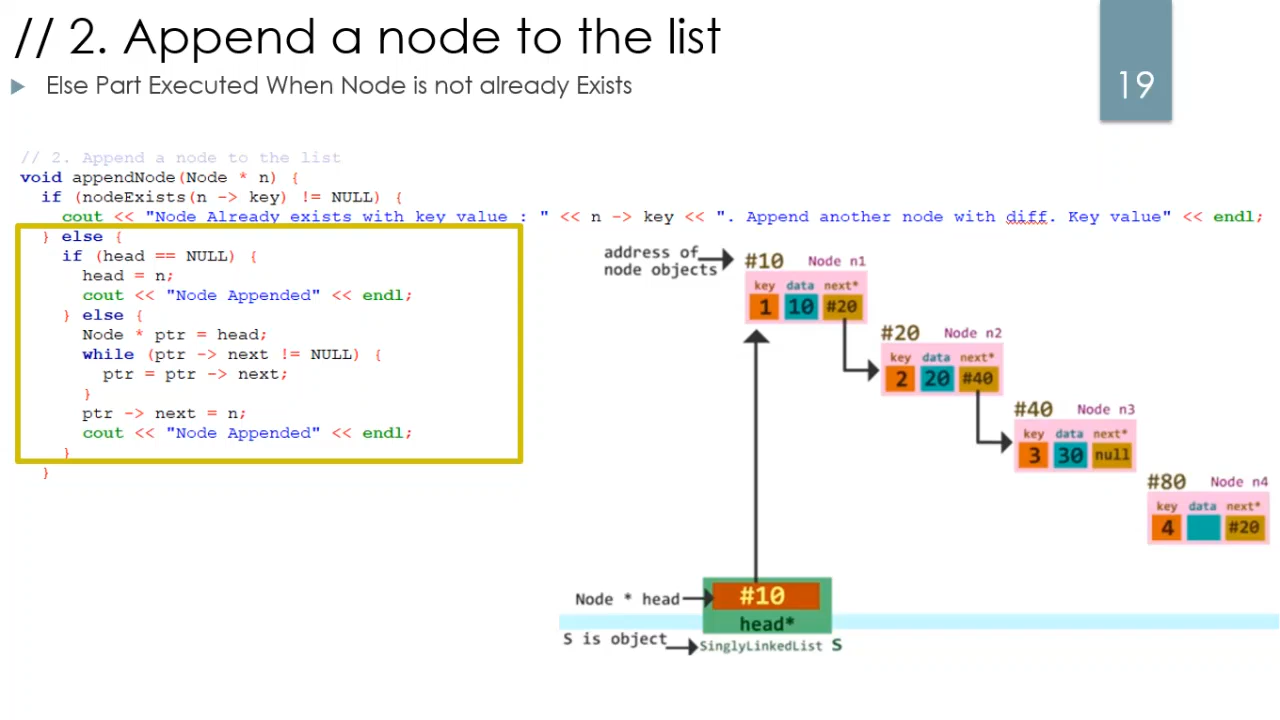 // 2. Append a node to the list
19
Else Part Executed When Node is not already Exists
// 2. Append a node to the list
void appendNode(Node * n) {
if (nodeExists(n -> key) != NULL) {
cout << "Node Already exists with key value : " << n -> key << ". Append another node with diff. Key value" << endl;
} else {
if (head == NULL) {
head = n;
cout << "Node Appended" << endl;
} else {
Node * ptr = head;
while (ptr -> next != NULL) {
ptr = ptr -> next;
}
ptr -> next = n;
cout << "Node Appended" << endl;
}
}
address of
node objects
#10 Node n1
key data next*
1 10 #20
#20 Node n2
key data next*
2 20 #40
#40 Node n3
key data next*
3 30 null
#80 Node n4
key data next*
4 #20
Node * head
#10
head*
S is object
SinglyLinkedList S